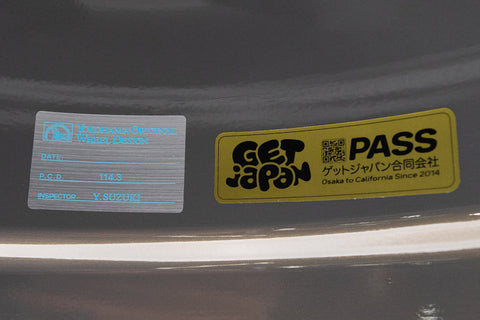 YOKOHAMA ORIGINAL
WHEEL DESIGN
DATE
P.C.D. 114.3
INSPECTOR Y.SUZUKI
GET
JAPAN
PASS
ゲットジャパン合同会社
Osaka to California Since 2014